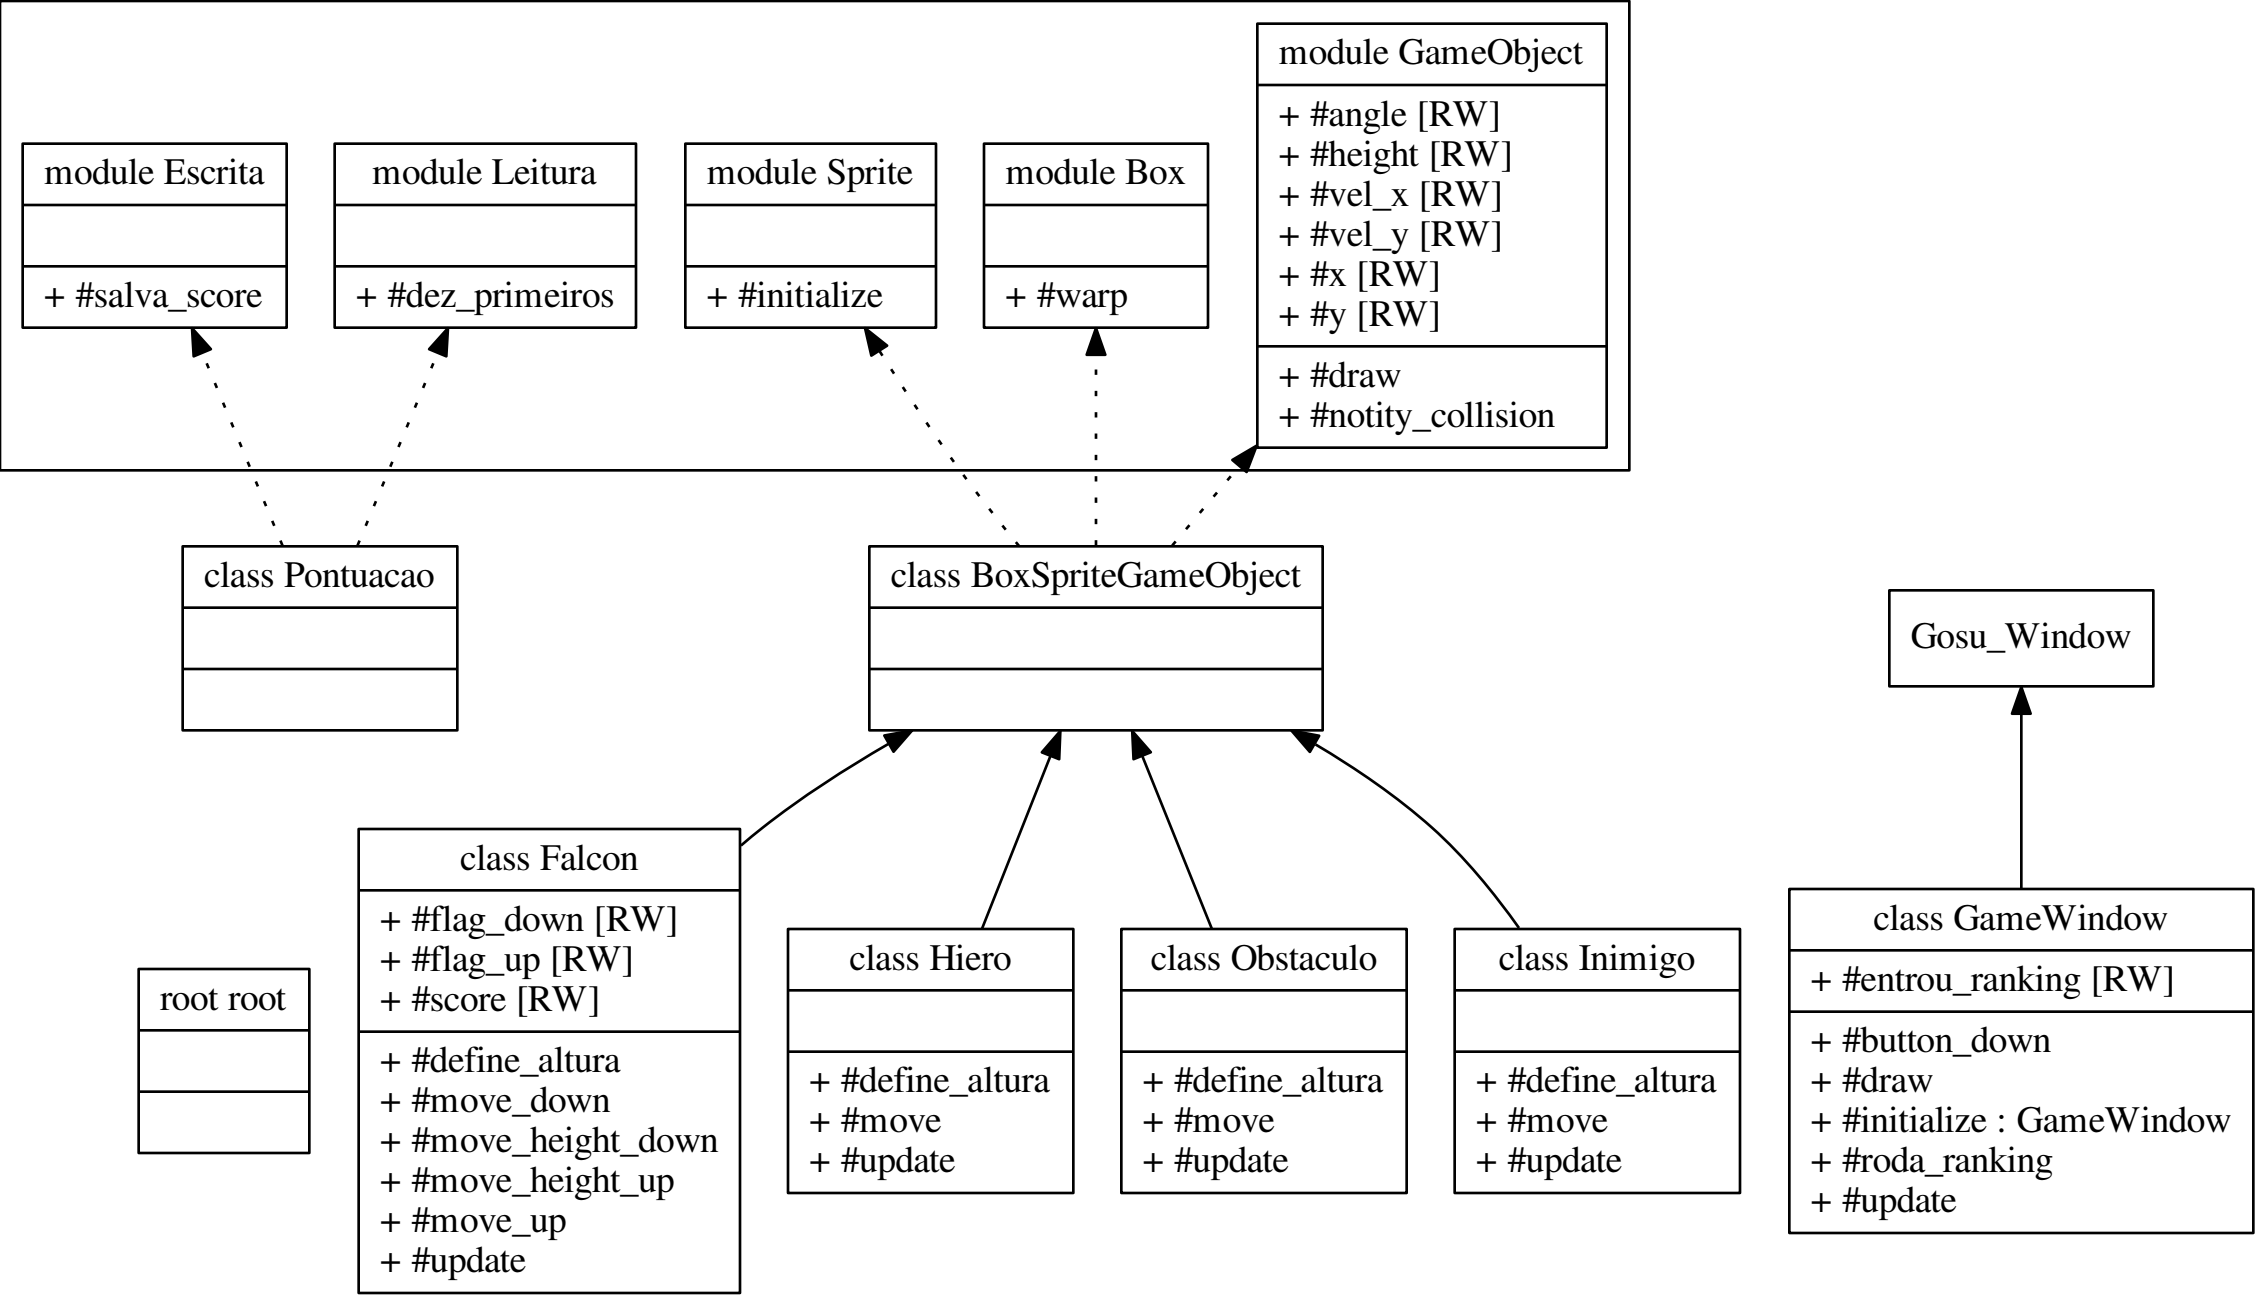 module GameObject
+ #angle [RW]
+ #height [RW]
+ #vel_x [RW]
+ #vel_y [RW]
+ #x [RW]
+ #y [RW]
+ #draw
+ #notity_collision
module Escrita
+ #salva_score
module Leitura
+ #dez_primeiros
module Sprite
+ #initialize
module Box
+ #warp
class Pontuacao
class BoxSpriteGameObject
Gosu_Window
root root
class Falcon
+ #flag_down [RW]
+ #flag_up [RW]
+ #score [RW]
+ #define_altura
+ #move_down
+ #move_height_down
+ #move_height_up
+ #move_up
+ #update
class Hiero
+ #define_altura
+ #move
+ #update
class Obstaculo
+ #define_altura
+ #move
+ #update
class Inimigo
+ #define_altura
+ #move
+ #update
class GameWindow
+ #entrou_ranking [RW]
+ #button_down
+ #draw
+ #initialize : GameWindow
+ #roda_ranking
+ #update